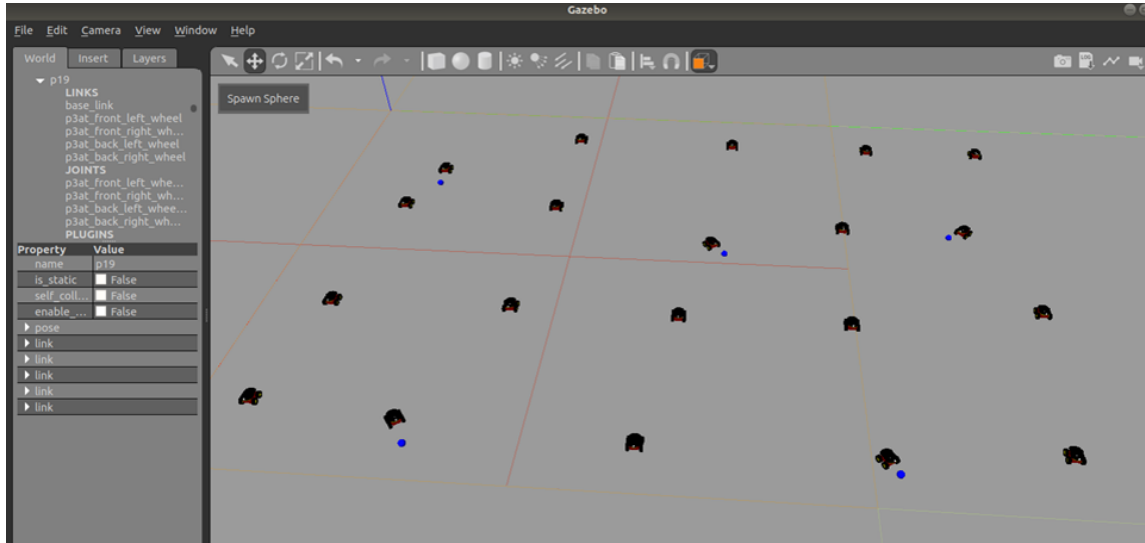 Gazebo
File Edit Camera View Window Help
World Insert Layers
p19
LINKS
base_link
p3at_front_left_wheel
p3at_front_right_wh...
p3at_back_left_wheel
p3at_back_right_wheel
JOINTS
p3at_front_left_whe...
p3at_front_right_wh...
p3at_back_left_whee...
p3at_back_right_wh...
PLUGINS
Property Value
name p19
is_static False
self_coll... False
enable_... False
pose
link
link
link
link
link
Spawn Sphere
LOG